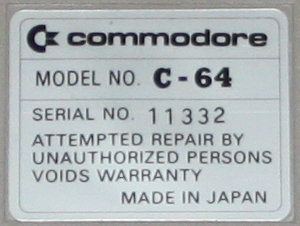 commodore
MODEL NO. C-64
SERIAL NO. 11332
ATTEMPTED REPAIR BY
UNAUTHORIZED PERSONS
VOIDS WARRANTY
MADE IN JAPAN